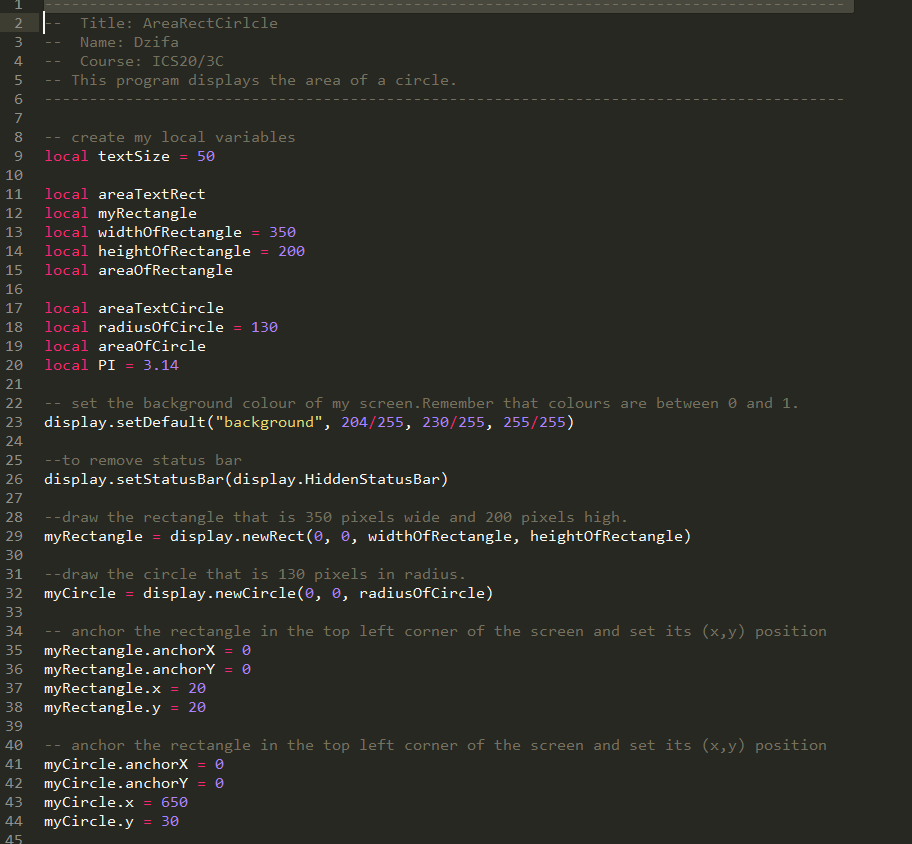 1 -----------------------------------------------------------------------------------------
2 --  Title: AreaRectCirlcle
3 --  Name: Dzifa
4 --  Course: ICS20/3C
5 -- This program displays the area of a circle.
6 -----------------------------------------------------------------------------------------
7
8 -- create my local variables
9 local textSize = 50
10
11 local areaTextRect
12 local myRectangle
13 local widthOfRectangle = 350
14 local heightOfRectangle = 200
15 local areaOfRectangle
16
17 local areaTextCircle
18 local radiusOfCircle = 130
19 local areaOfCircle
20 local PI = 3.14
21
22 -- set the background colour of my screen.Remember that colours are between 0 and 1.
23 display.setDefault("background", 204/255, 230/255, 255/255)
24
25 --to remove status bar
26 display.setStatusBar(display.HiddenStatusBar)
27
28 --draw the rectangle that is 350 pixels wide and 200 pixels high.
29 myRectangle = display.newRect(0, 0, widthOfRectangle, heightOfRectangle)
30
31 --draw the circle that is 130 pixels in radius.
32 myCircle = display.newCircle(0, 0, radiusOfCircle)
33
34 -- anchor the rectangle in the top left corner of the screen and set its (x,y) position
35 myRectangle.anchorX = 0
36 myRectangle.anchorY = 0
37 myRectangle.x = 20
38 myRectangle.y = 20
39
40 -- anchor the rectangle in the top left corner of the screen and set its (x,y) position
41 myCircle.anchorX = 0
42 myCircle.anchorY = 0
43 myCircle.x = 650
44 myCircle.y = 30
45